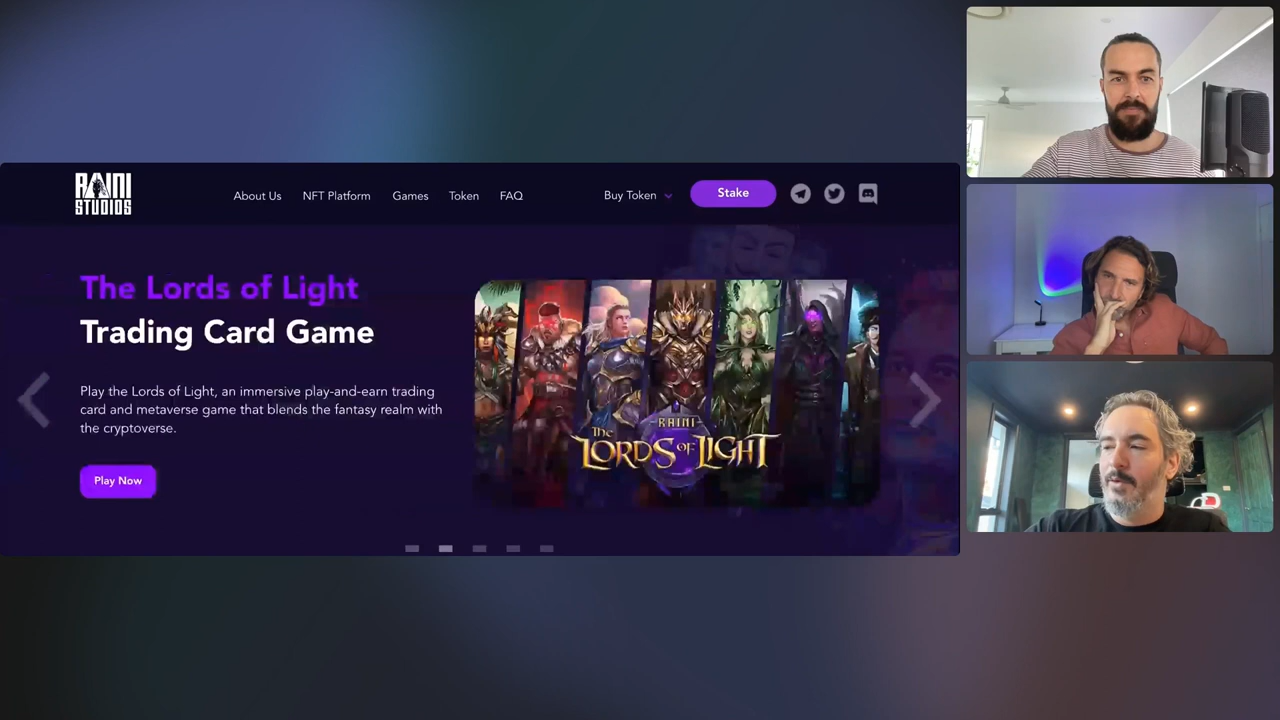 RAINI
STUDIOS
About Us
NFT Platform
Games
Token
FAQ
Buy Token
Stake
The Lords of Light
Trading Card Game
Play the Lords of Light, an immersive play-and-earn trading
card and metaverse game that blends the fantasy realm with
the cryptoverse.
Play Now
RAINI
The
LORDS OF LIGHT